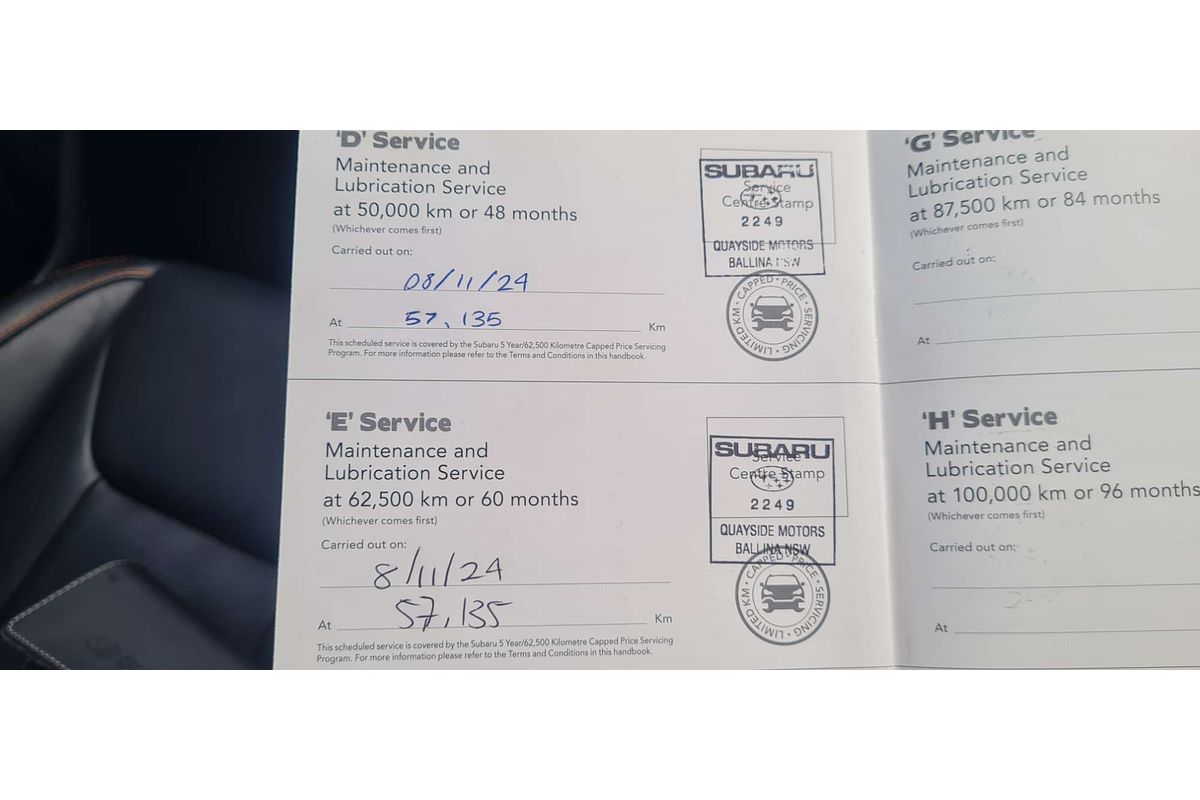 'D' Service
Maintenance and
Lubrication Service
at 50,000 km or 48 months
(Whichever comes first)
Carried out on:
08/11/24
At 57,135 Km
This scheduled service is covered by the Subaru 5 Year/62,500 Kilometre Capped Price Servicing
Program. For more information please refer to the Terms and Conditions in this handbook.
SUBARU
Service
Centre Stamp
2249
QUAYSIDE MOTORS
BALLINA NSW
LIMITED KM • CAPPED • PRICE • SERVICING •
'E' Service
Maintenance and
Lubrication Service
at 62,500 km or 60 months
(Whichever comes first)
Carried out on:
8/11/24
At 57,135 Km
This scheduled service is covered by the Subaru 5 Year/62,500 Kilometre Capped Price Servicing
Program. For more information please refer to the Terms and Conditions in this handbook.
SUBARU
Service
Centre Stamp
2249
QUAYSIDE MOTORS
BALLINA NSW
LIMITED KM • CAPPED • PRICE • SERVICING •
'G' Service
Maintenance and
Lubrication Service
at 87,500 km or 84 months
(Whichever comes first)
Carried out on:
At
'H' Service
Maintenance and
Lubrication Service
at 100,000 km or 96 months
(Whichever comes first)
Carried out on:
At